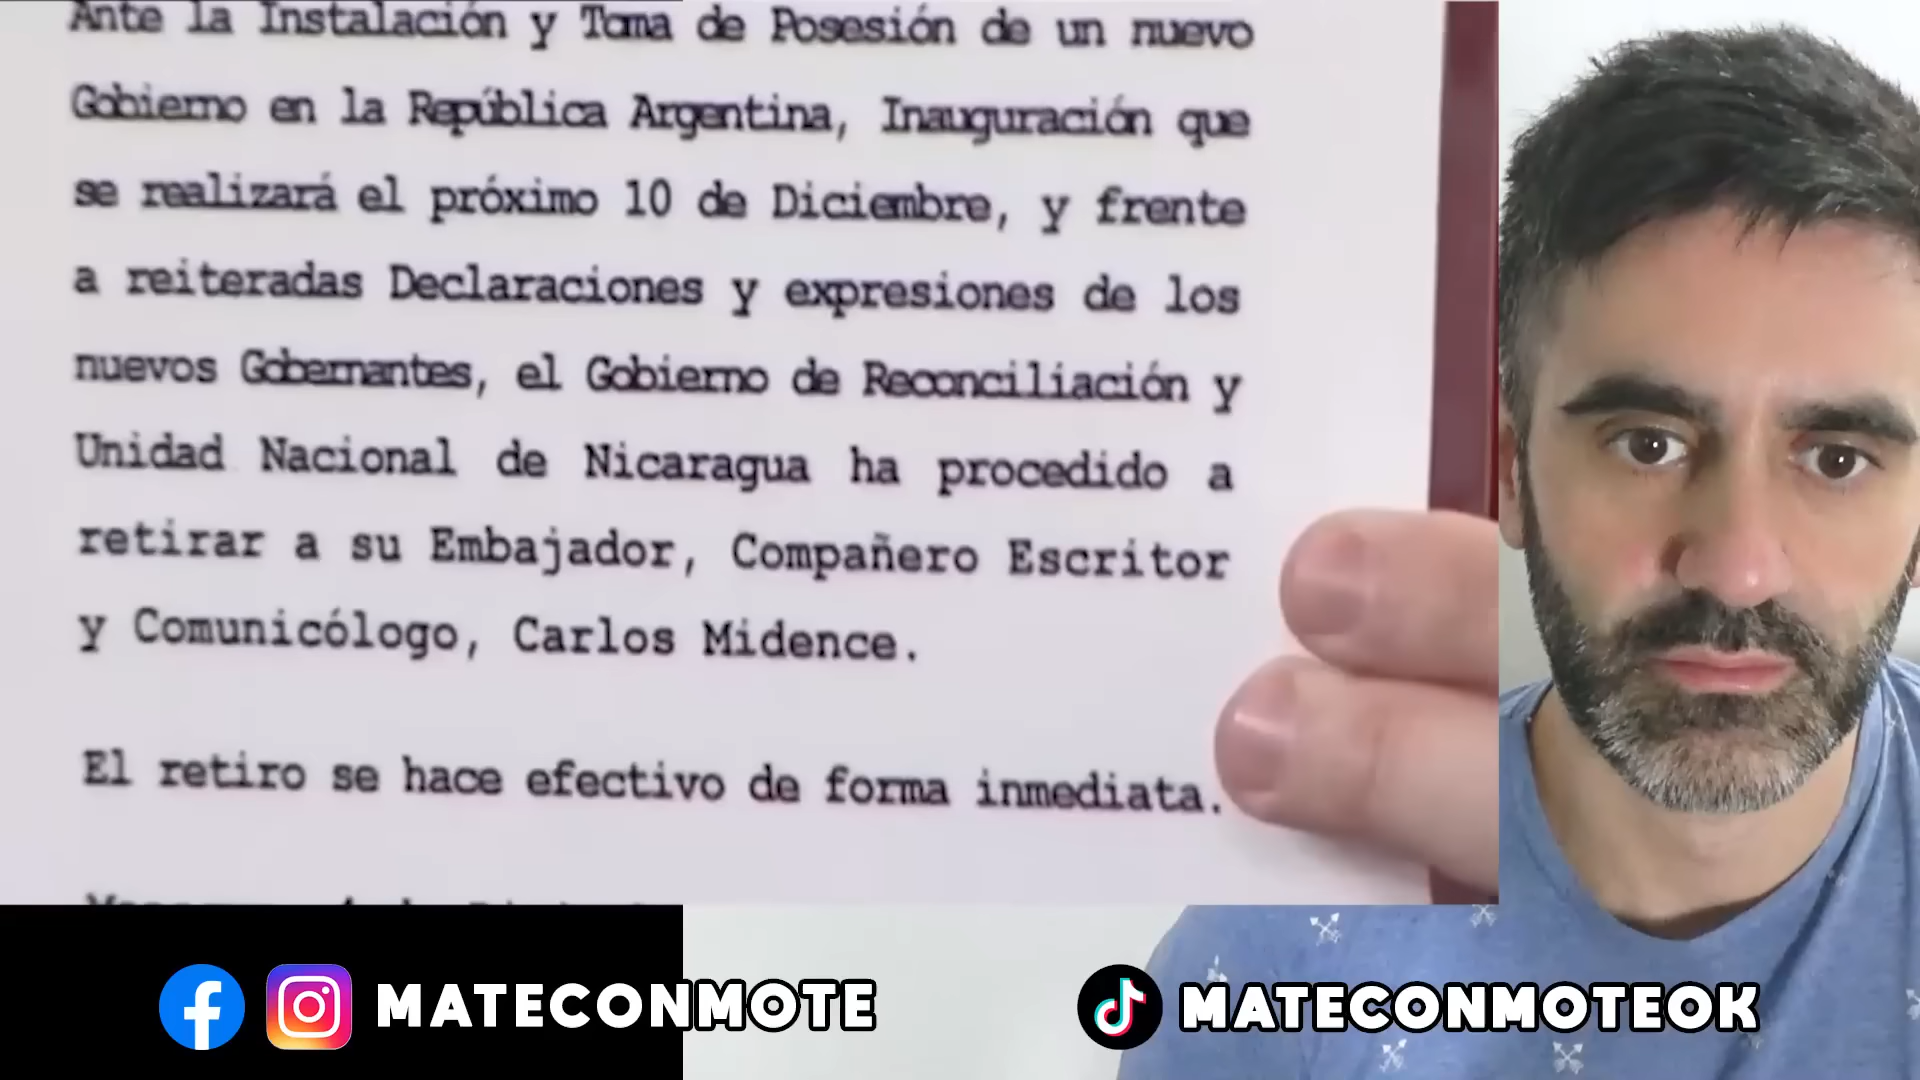 Ante la Instalación y Toma de Posesión de un nuevo
Gobierno en la República Argentina, Inauguración que
se realizará el próximo 10 de Diciembre, y frente
a reiteradas Declaraciones y expresiones de los
nuevos Gobernantes, el Gobierno de Reconciliación y
Unidad Nacional de Nicaragua ha procedido a
retirar a su Embajador, Compañero Escritor
y Comunicólogo, Carlos Midence.
El retiro se hace efectivo de forma inmediata.
MATECONMOTE
MATECONMOTEOK